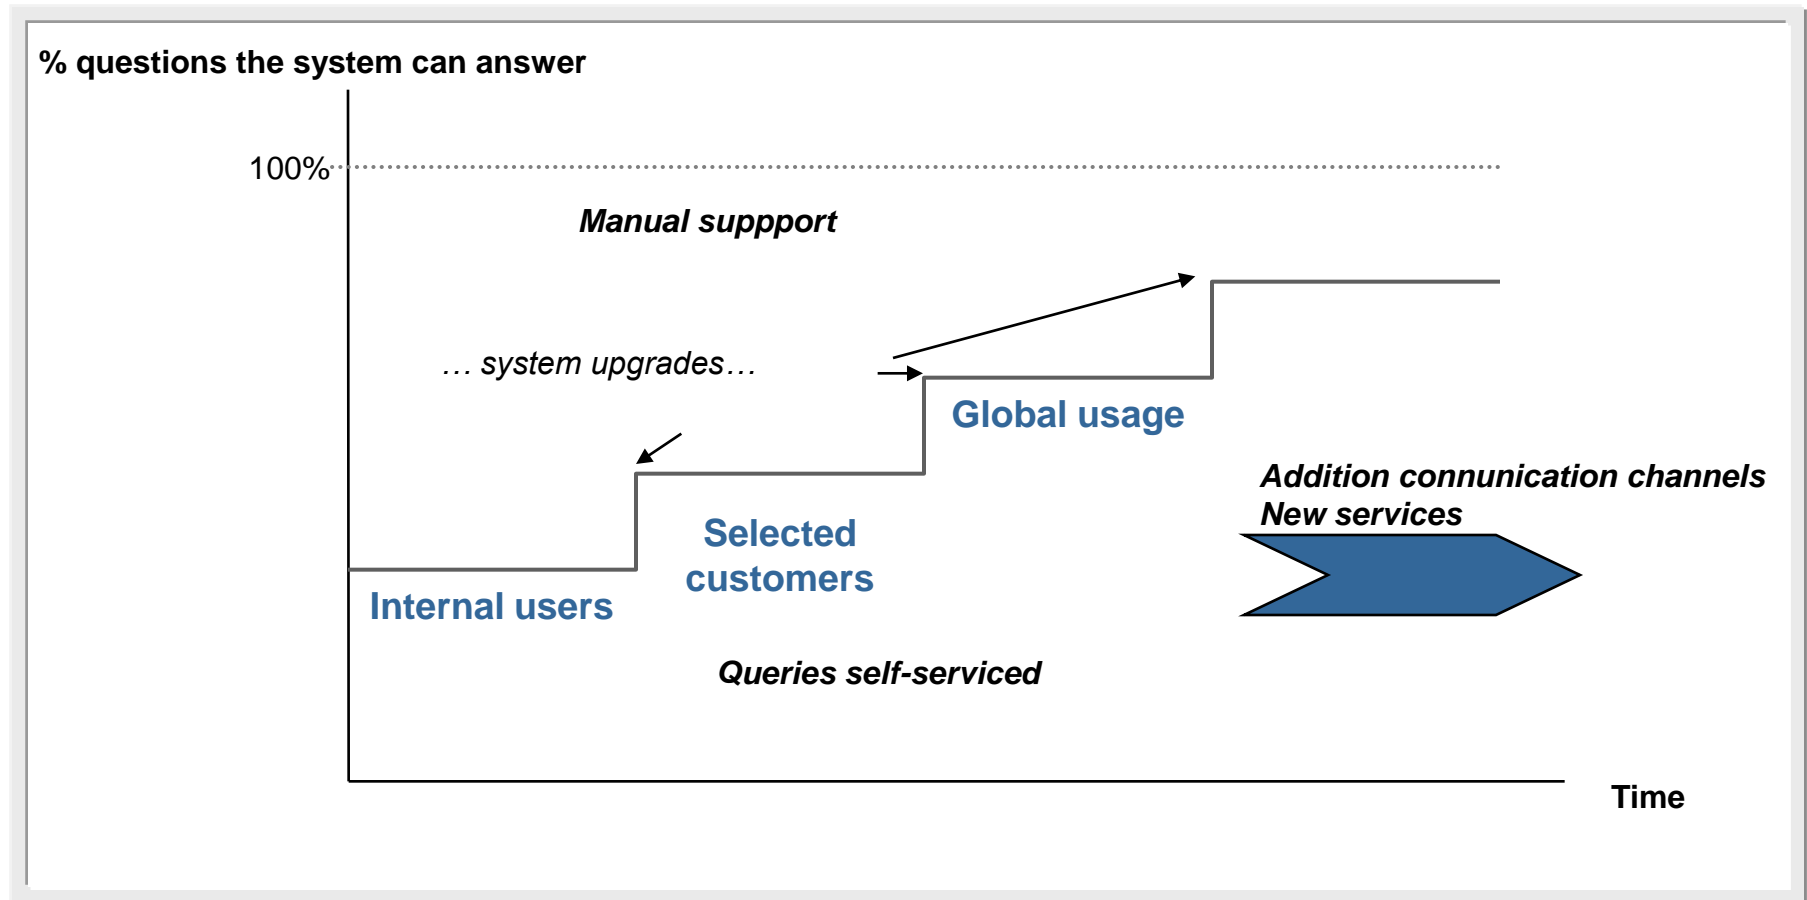 % questions the system can answer
100%
Manual suppport
… system upgrades…
Global usage
Addition connunication channels
New services
Selected
customers
Internal users
Queries self-serviced
Time